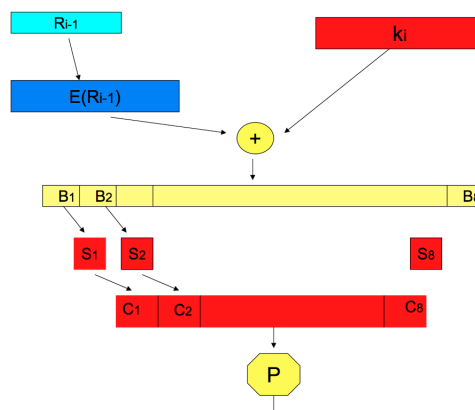 Ri-1
ki
E(Ri-1)
+
B1 B2
S1 S2 S8
C1 C2 C8
P